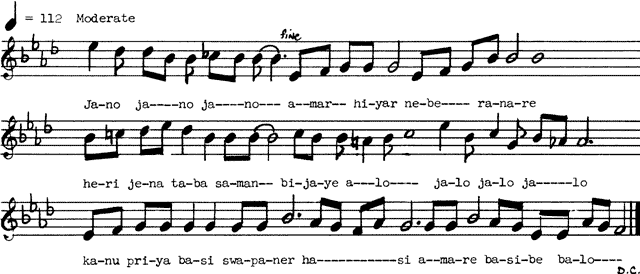 = 112 Moderate
fine
Ja-no ja----no ja----no--- a--mar-- hi-yar ne-be---- ra-na-re
he-ri je-na ta-ba sa-man-- bi-ja-ye a---lo---- ja-lo ja-lo ja-----lo
ka-nu pri-ya ba-si swa-pa-ner ha------------si a--ma-re ba-si-be ba-lo----
D.C.